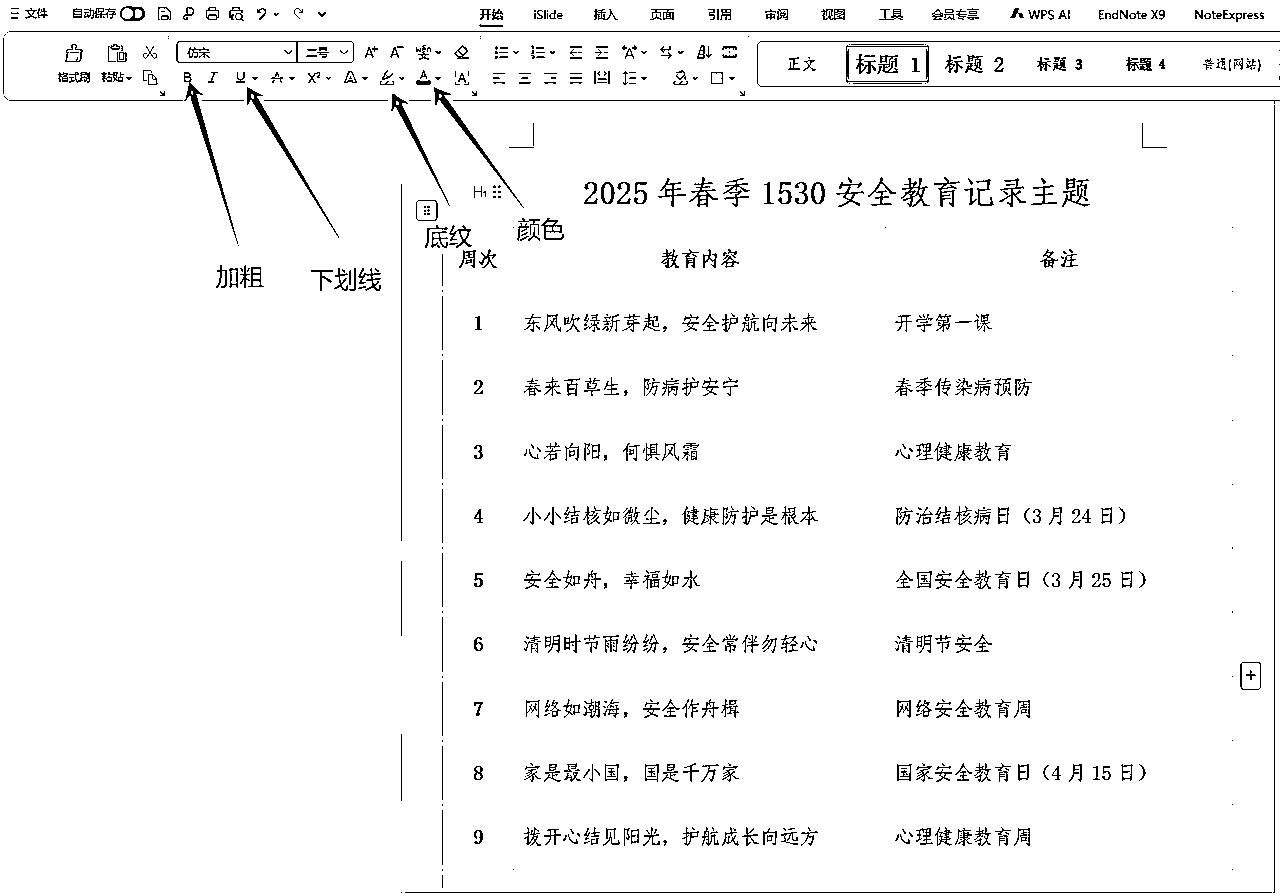 文件 自动保存 开始 iSlide 插入 页面 引用 审阅 视图 工具 会员专享 WPS AI EndNote X9 NoteExpress
仿宋 二号 A+ A-
格式刷 粘贴 B I U A X² A A A
正文 标题 1 标题 2 标题 3 标题 4 普通(网站)
加粗
下划线
底纹
颜色
H1
2025 年春季 1530 安全教育记录主题
周次 教育内容 备注
1 东风吹绿新芽起，安全护航向未来 开学第一课
2 春来百草生，防病护安宁 春季传染病预防
3 心若向阳，何惧风霜 心理健康教育
4 小小结核如微尘，健康防护是根本 防治结核病日（3 月 24 日）
5 安全如舟，幸福如水 全国安全教育日（3 月 25 日）
6 清明时节雨纷纷，安全常伴勿轻心 清明节安全
7 网络如潮海，安全作舟楫 网络安全教育周
8 家是最小国，国是千万家 国家安全教育日（4 月 15 日）
9 拨开心结见阳光，护航成长向远方 心理健康教育周